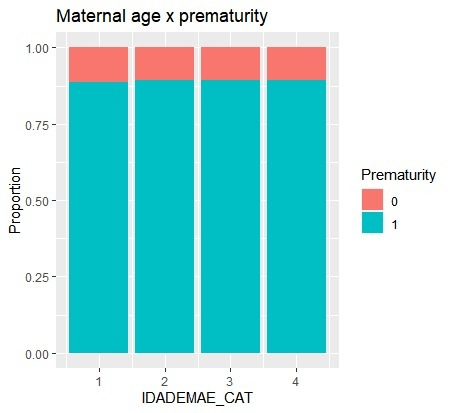 Maternal age x prematurity
1.00
0.75
0.50
0.25
0.00
Proportion
1 2 3 4
IDADEMAE_CAT
Prematurity
0
1